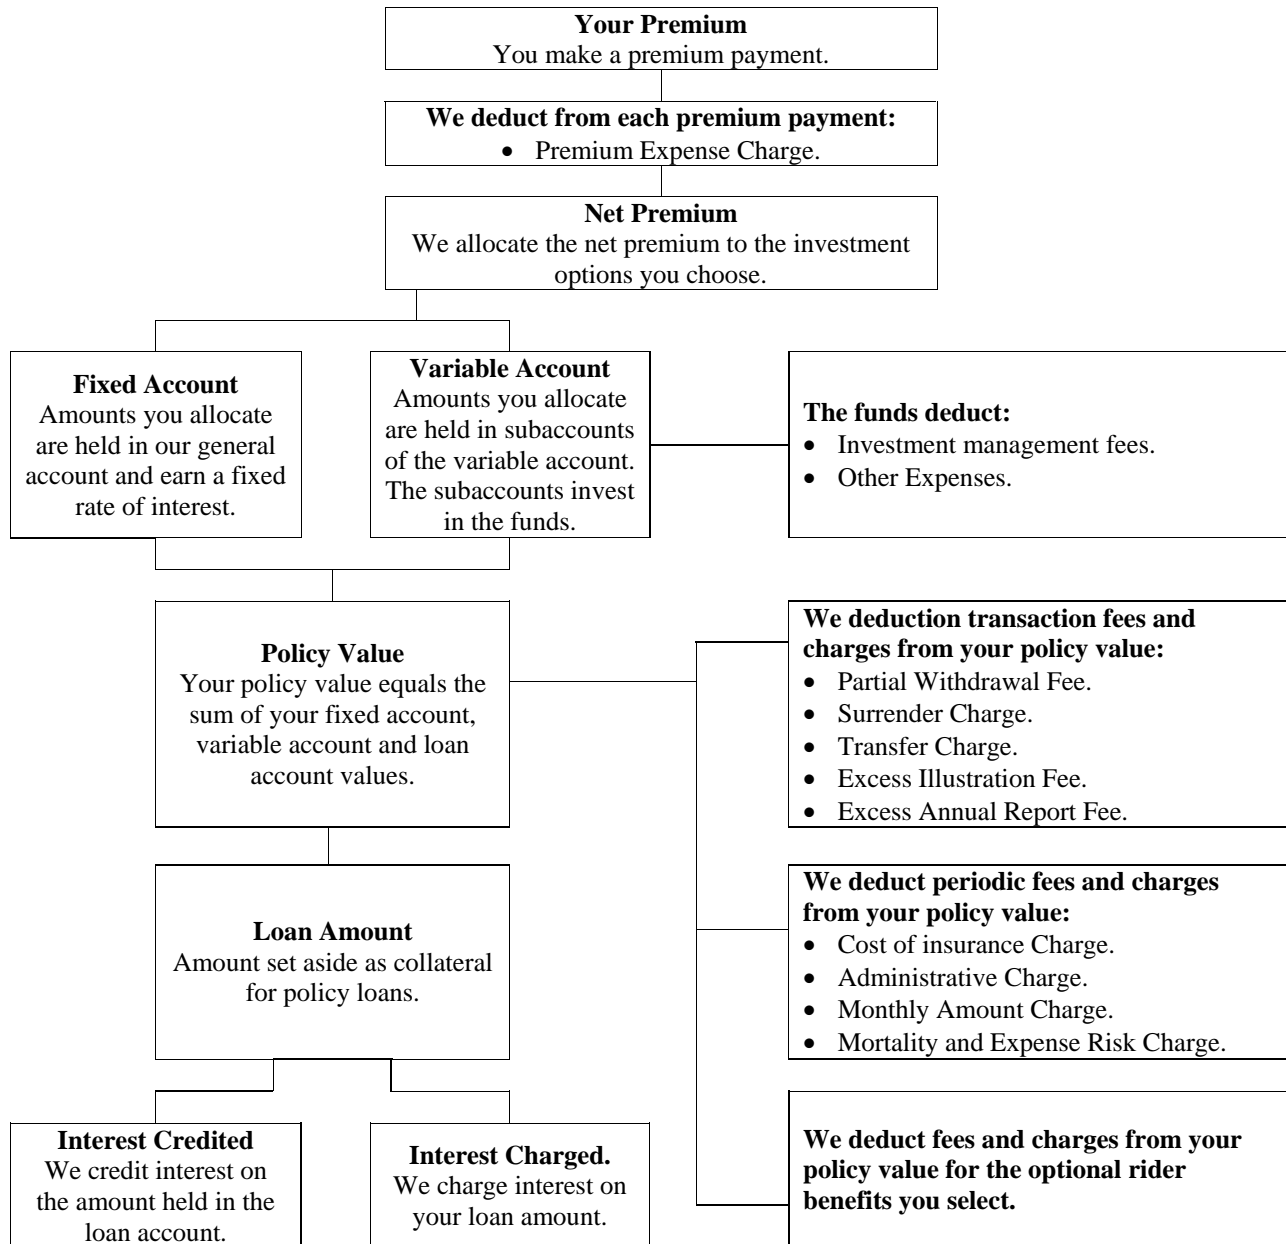 Your Premium
You make a premium payment.
We deduct from each premium payment:
• Premium Expense Charge.
Net Premium
We allocate the net premium to the investment
options you choose.
Fixed Account
Amounts you allocate
are held in our general
account and earn a fixed
rate of interest.
Variable Account
Amounts you allocate
are held in subaccounts
of the variable account.
The subaccounts invest
in the funds.
The funds deduct:
• Investment management fees.
• Other Expenses.
Policy Value
Your policy value equals the
sum of your fixed account,
variable account and loan
account values.
We deduction transaction fees and
charges from your policy value:
• Partial Withdrawal Fee.
• Surrender Charge.
• Transfer Charge.
• Excess Illustration Fee.
• Excess Annual Report Fee.
Loan Amount
Amount set aside as collateral
for policy loans.
We deduct periodic fees and charges
from your policy value:
• Cost of insurance Charge.
• Administrative Charge.
• Monthly Amount Charge.
• Mortality and Expense Risk Charge.
Interest Credited
We credit interest on
the amount held in the
loan account.
Interest Charged.
We charge interest on
your loan amount.
We deduct fees and charges from your
policy value for the optional rider
benefits you select.